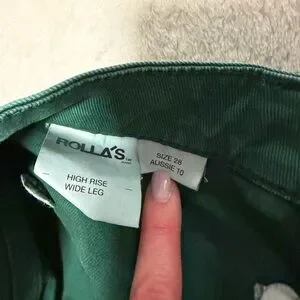 ROLLA'S
HIGH RISE
WIDE LEG
SIZE 28
AUSSIE 10